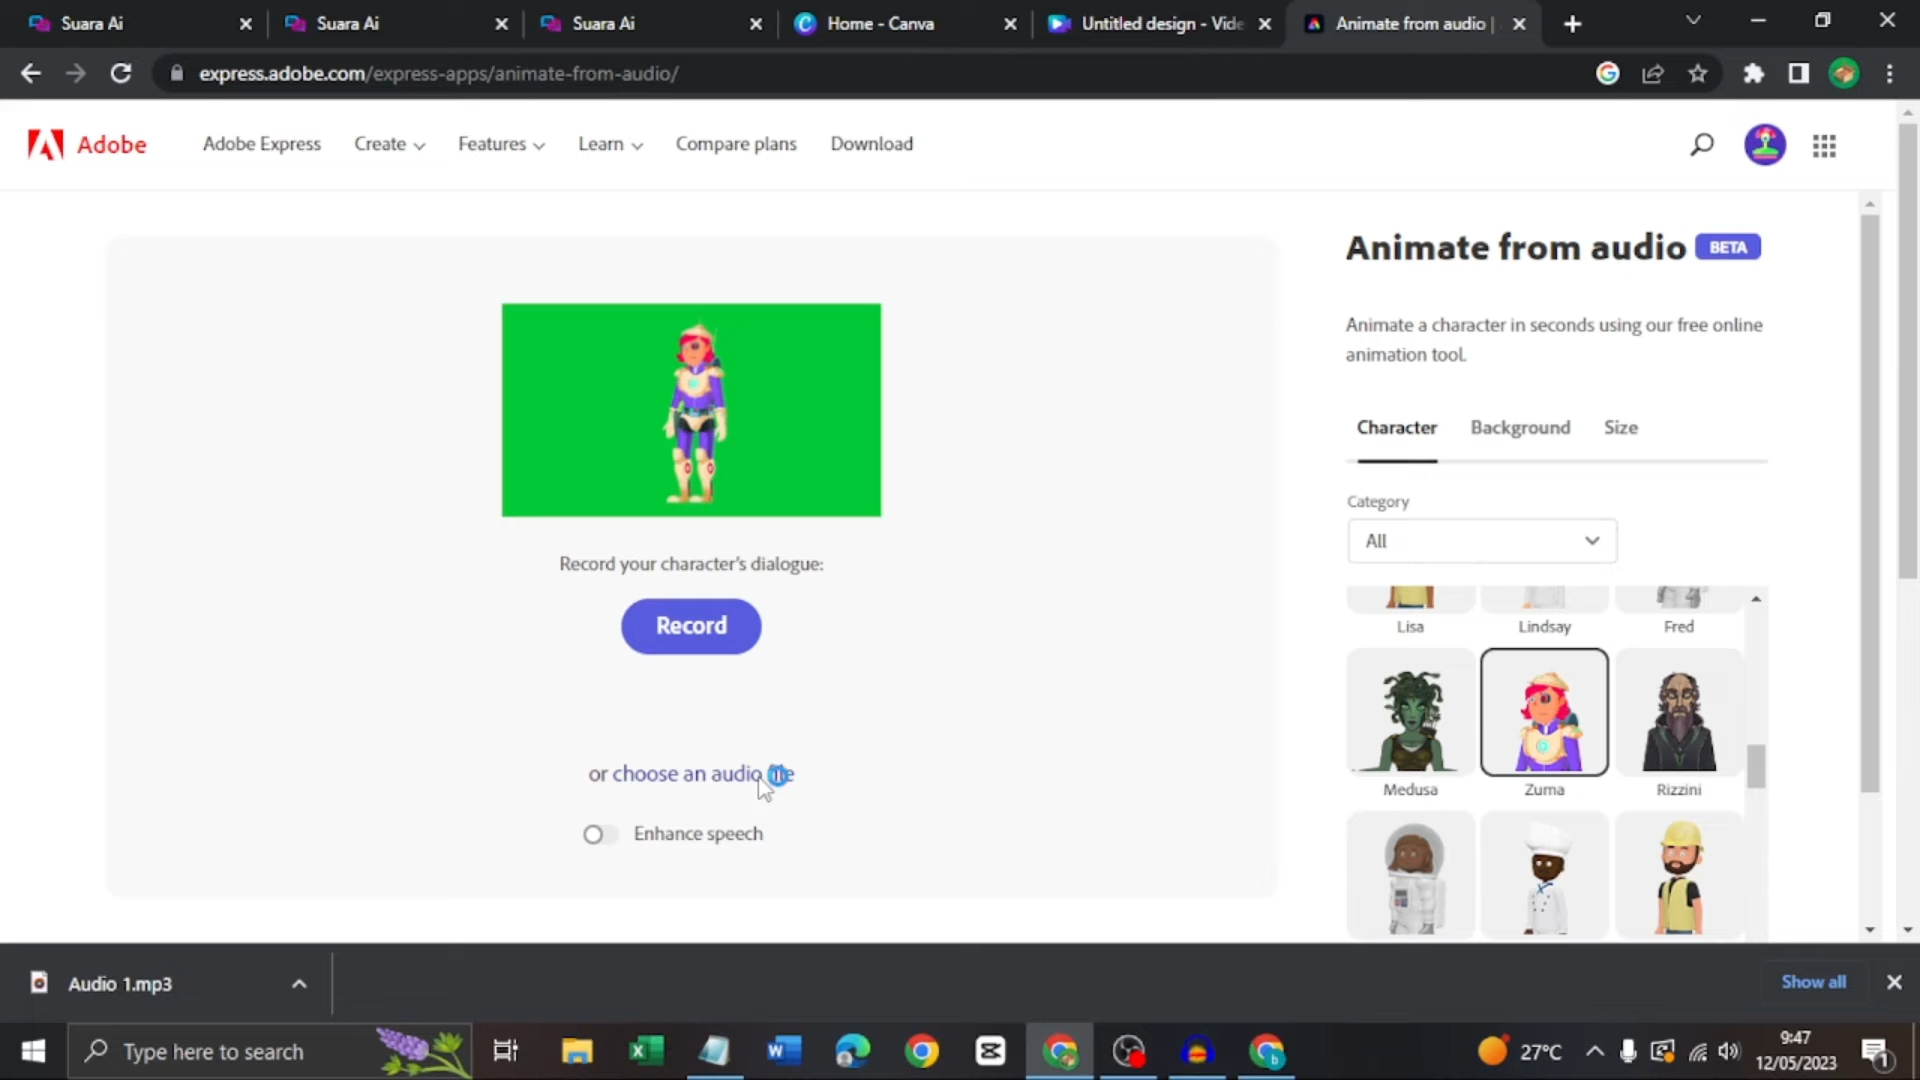 Suara Ai
Suara Ai
Suara Ai
Home - Canva
Untitled design - Vide
Animate from audio |
express.adobe.com/express-apps/animate-from-audio/
Adobe
Adobe Express
Create
Features
Learn
Compare plans
Download
Animate from audio BETA
Animate a character in seconds using our free online
animation tool.
Character
Background
Size
Category
All
Record your character's dialogue:
Record
or choose an audio file
Enhance speech
Lisa
Lindsay
Fred
Medusa
Zuma
Rizzini
Audio 1.mp3
Show all
Type here to search
27°C
9:47
12/05/2023
1